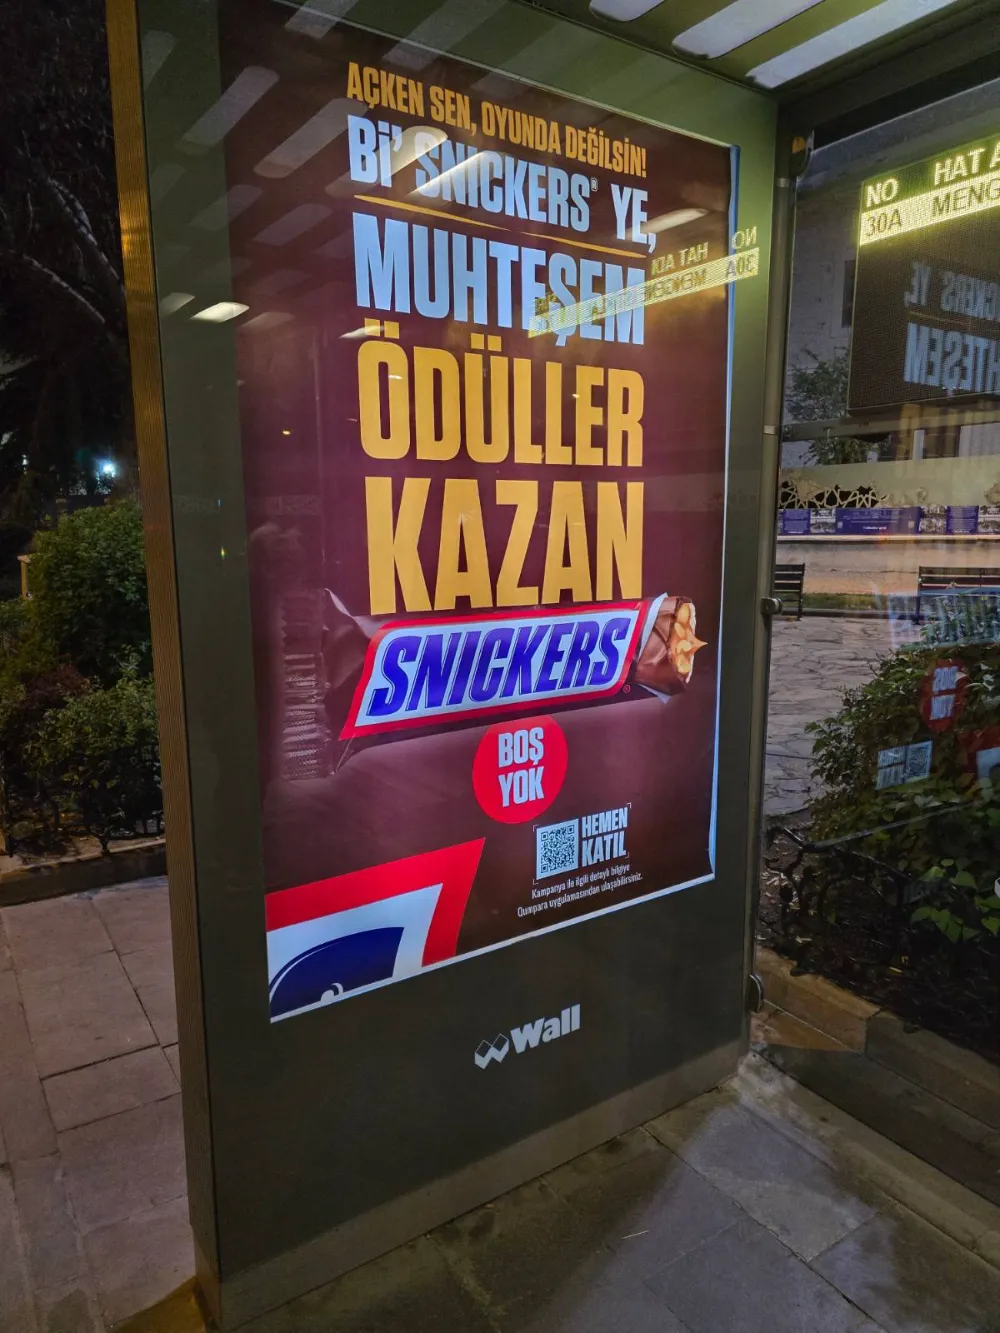 AÇKEN SEN, OYUNDA DEĞİLSİN!
Bi' SNICKERS® YE,
MUHTEŞEM
ÖDÜLLER
KAZAN
SNICKERS®
BOŞ
YOK
HEMEN
KATIL
Kampanya ile ilgili detaylı bilgiye
Qumpara uygulamasından ulaşabilirsiniz.
Wall
NO HAT A
30A MENG